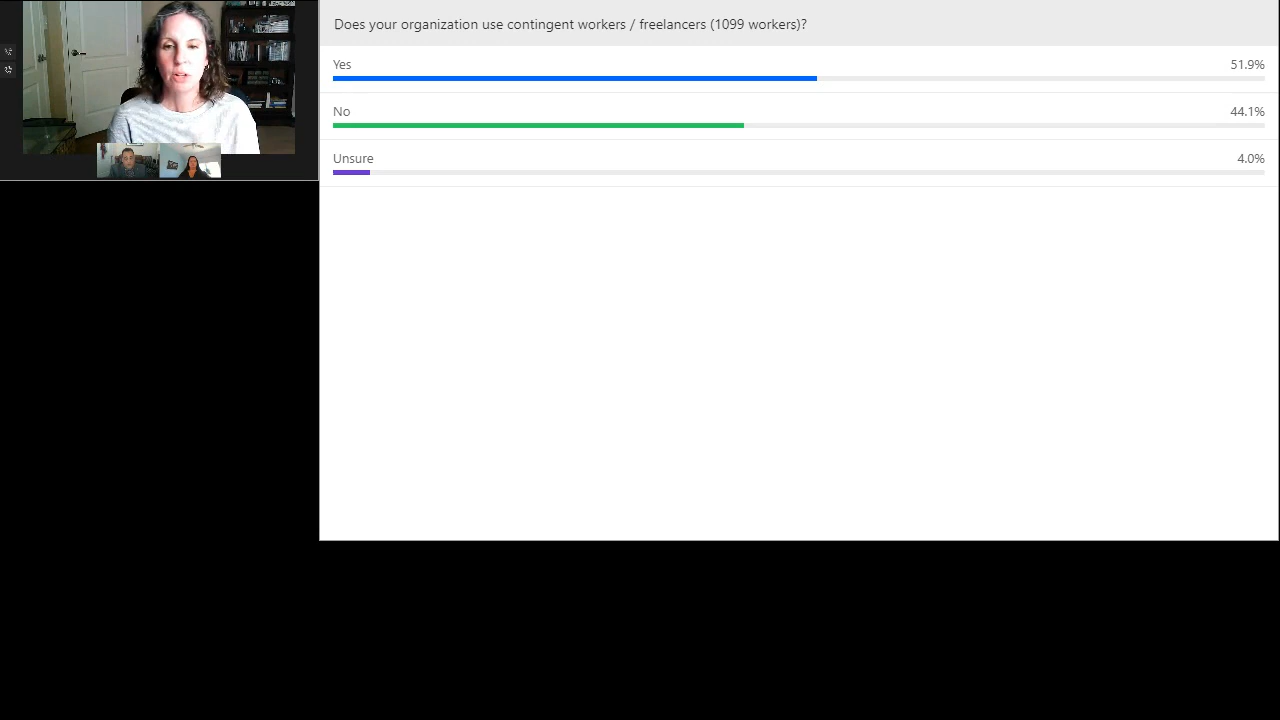 Does your organization use contingent workers / freelancers (1099 workers)?
Yes 51.9%
No 44.1%
Unsure 4.0%